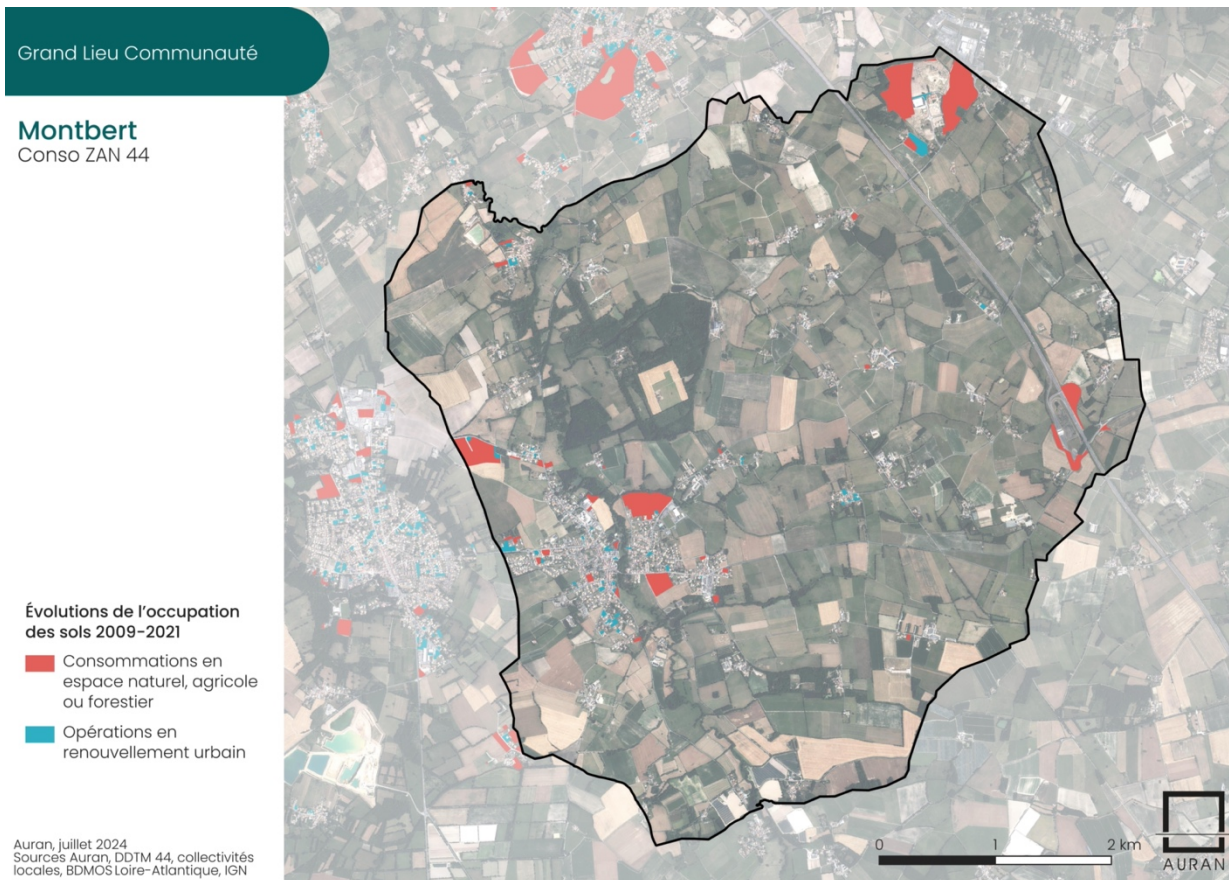 Grand Lieu Communauté
Montbert
Conso ZAN 44
Évolutions de l'occupation
des sols 2009-2021
Consommations en
espace naturel, agricole
ou forestier
Opérations en
renouvellement urbain
Auran, juillet 2024
Sources Auran, DDTM 44, collectivités
locales, BDMOS Loire-Atlantique, IGN
0 1 2 km
AURAN